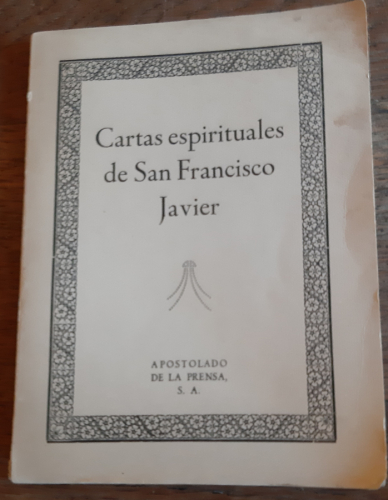 Cartas espirituales
de San Francisco
Javier
APOSTOLADO
DE LA PRENSA,
S. A.